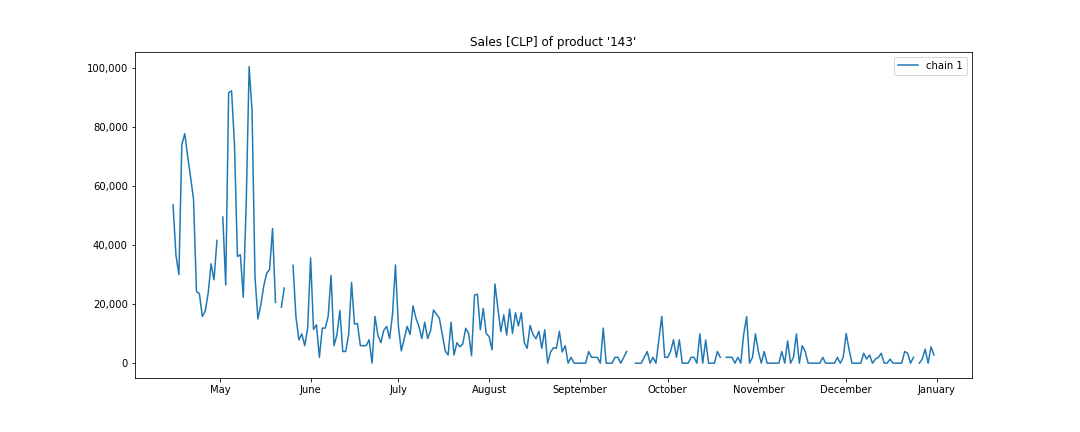 Sales [CLP] of product '143'
chain 1
100,000
80,000
60,000
40,000
20,000
0
May June July August September October November December January